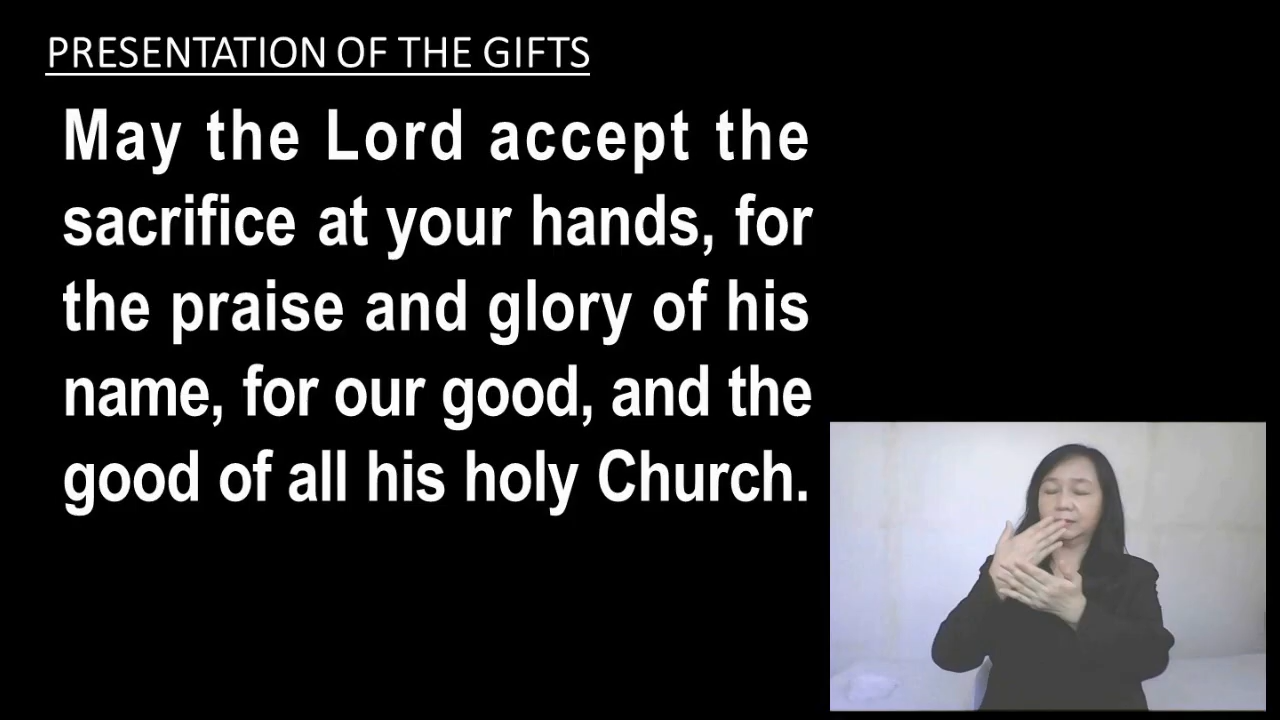 PRESENTATION OF THE GIFTS
May the Lord accept the
sacrifice at your hands, for
the praise and glory of his
name, for our good, and the
good of all his holy Church.